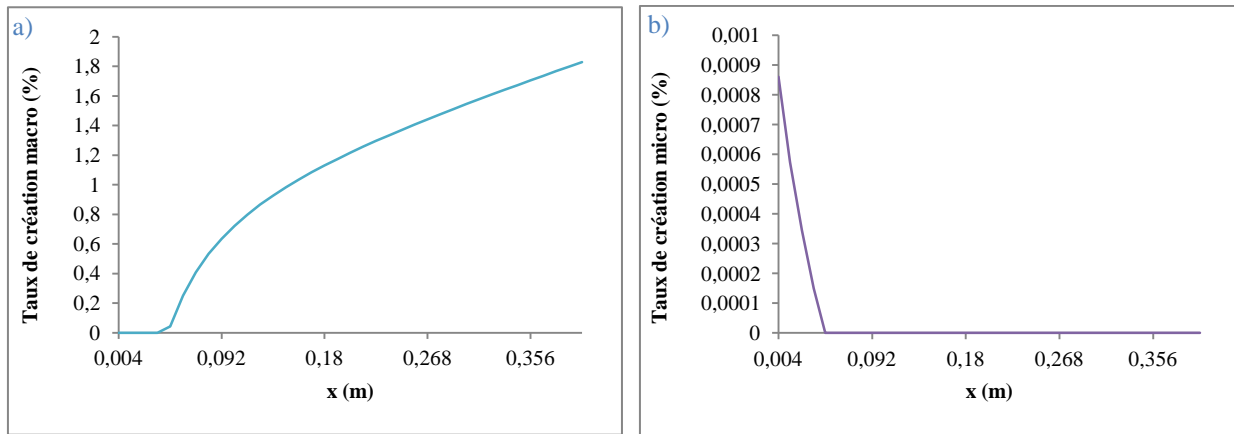 a)
Taux de création macro (%)
2
1,8
1,6
1,4
1,2
1
0,8
0,6
0,4
0,2
0
0,004 0,092 0,18 0,268 0,356
x (m)
b)
Taux de création micro (%)
0,001
0,0009
0,0008
0,0007
0,0006
0,0005
0,0004
0,0003
0,0002
0,0001
0
0,004 0,092 0,18 0,268 0,356
x (m)